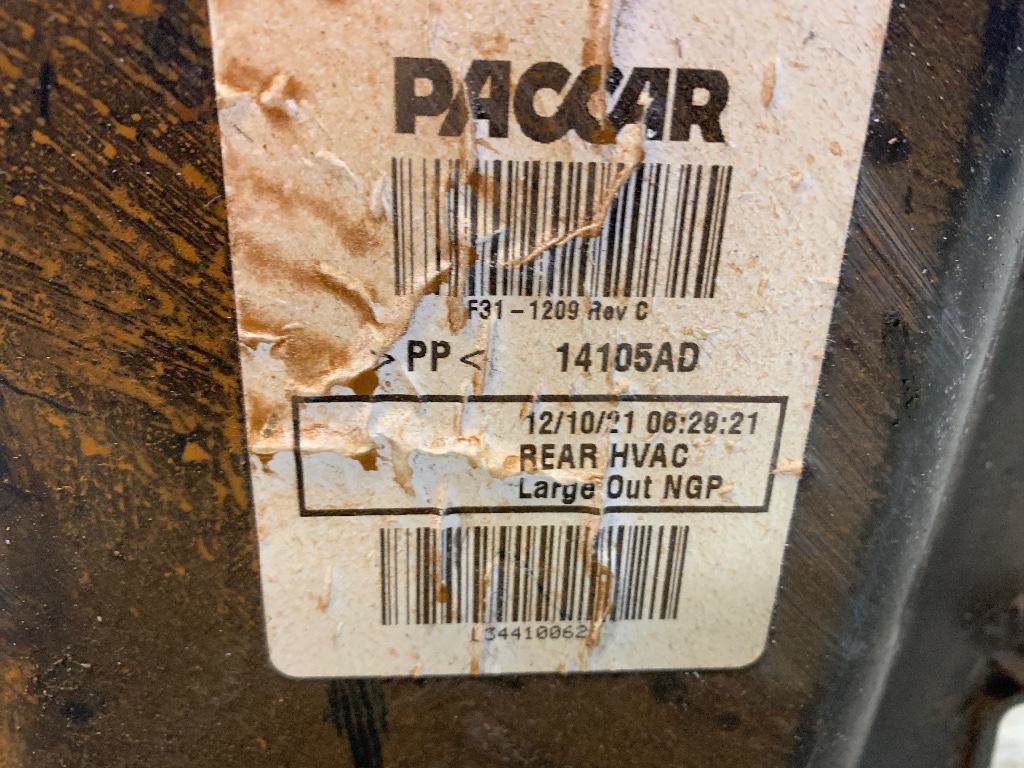 PACCAR
F31-1209 Rev C
>PP< 14105AD
12/10/21 06:29:21
REAR HVAC
Large Out NGP
L34410062